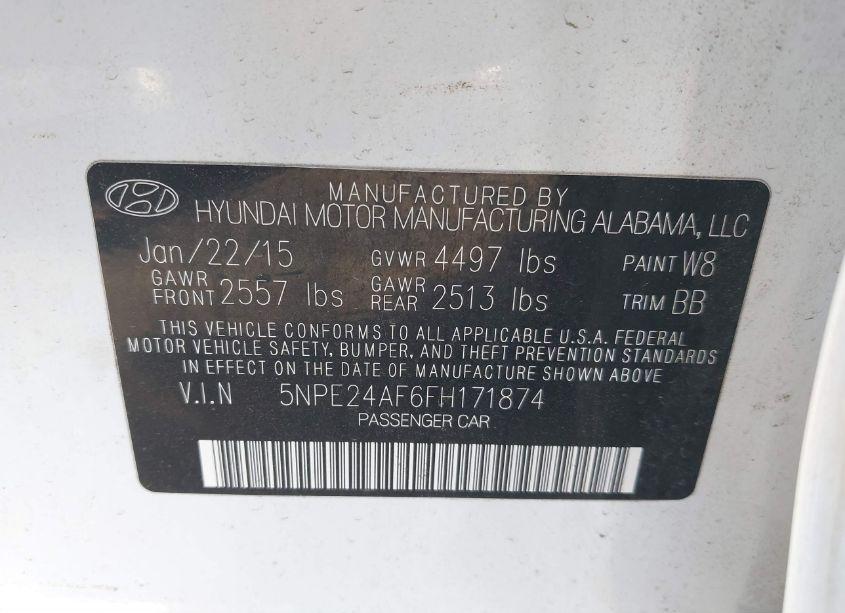 MANUFACTURED BY
HYUNDAI MOTOR MANUFACTURING ALABAMA, LLC
Jan/22/15 GVWR 4497 lbs PAINT W8
GAWR FRONT 2557 lbs GAWR REAR 2513 lbs TRIM BB
THIS VEHICLE CONFORMS TO ALL APPLICABLE U.S.A. FEDERAL
MOTOR VEHICLE SAFETY, BUMPER, AND THEFT PREVENTION STANDARDS
IN EFFECT ON THE DATE OF MANUFACTURE SHOWN ABOVE
V.I.N 5NPE24AF6FH171874
PASSENGER CAR